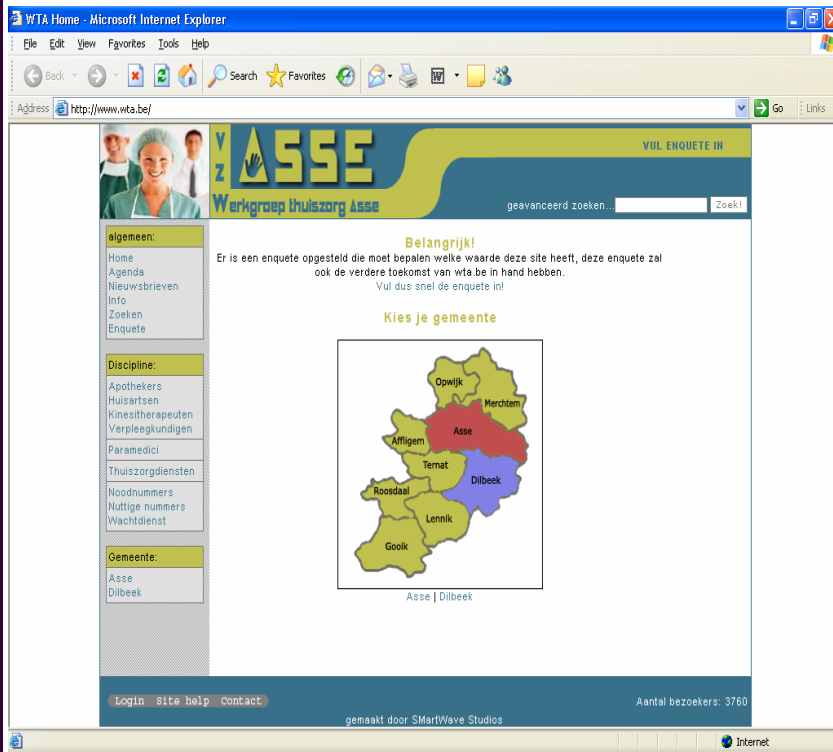 WTA Home - Microsoft Internet Explorer
File Edit View Favorites Tools Help
Back Search Favorites
Address http://www.wta.be/ Go Links
VZW ASSE
Werkgroep thuiszorg Asse
VUL ENQUETE IN
geavanceerd zoeken... Zoek!
algemeen:
Home
Agenda
Nieuwsbrieven
Info
Zoeken
Enquete
Discipline:
Apothekers
Huisartsen
Kinesitherapeuten
Verpleegkundigen
Paramedici
Thuiszorgdiensten
Noodnummers
Nuttige nummers
Wachtdienst
Gemeente:
Asse
Dilbeek
Belangrijk!
Er is een enquete opgesteld die moet bepalen welke waarde deze site heeft, deze enquete zal
ook de verdere toekomst van wta.be in hand hebben.
Vul dus snel de enquete in!
Kies je gemeente
Opwijk
Merchtem
Asse
Affligem
Ternat
Dilbeek
Roosdaal
Lennik
Gooik
Asse | Dilbeek
Login Site help Contact
Aantal bezoekers: 3760
gemaakt door SMartWave Studios
Internet